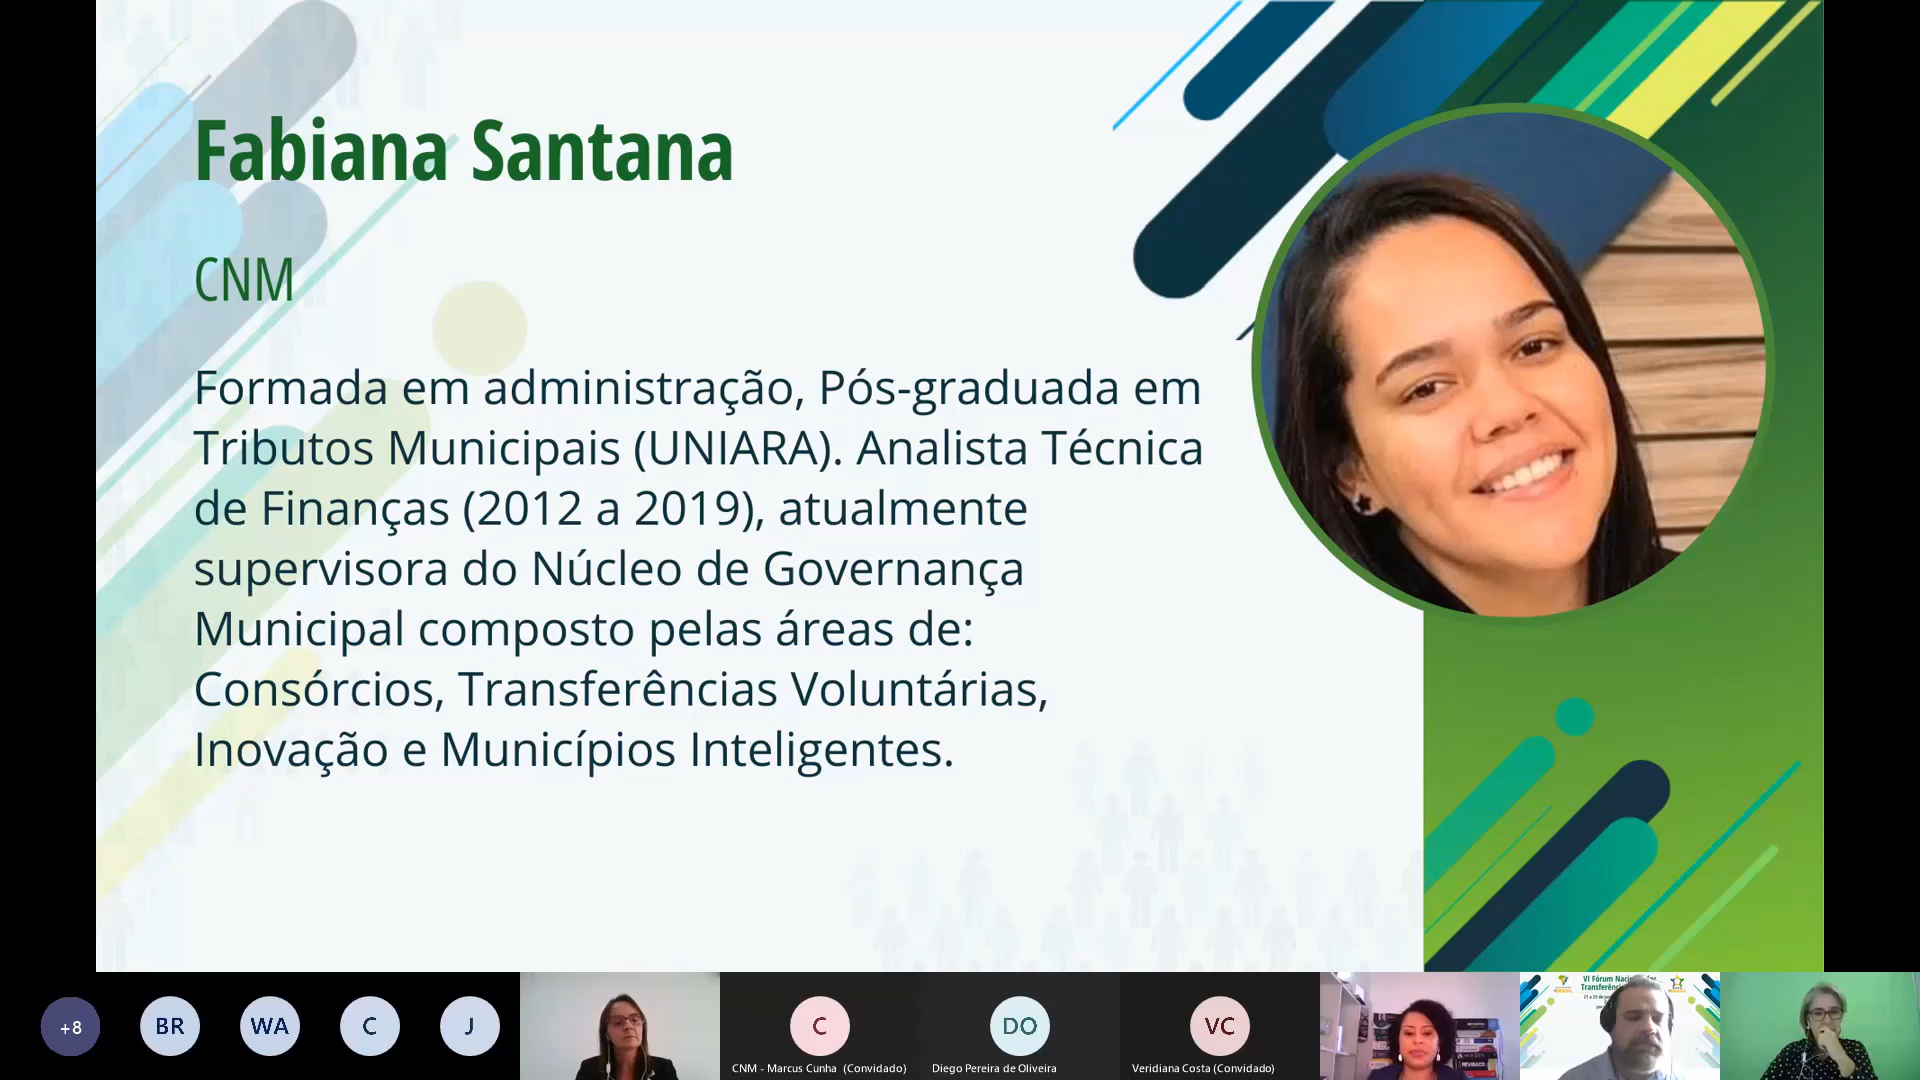 Fabiana Santana
CNM
Formada em administração, Pós-graduada em
Tributos Municipais (UNIARA). Analista Técnica
de Finanças (2012 a 2019), atualmente
supervisora do Núcleo de Governança
Municipal composto pelas áreas de:
Consórcios, Transferências Voluntárias,
Inovação e Municípios Inteligentes.
+8
BR
WA
C
J
C
CNM - Marcus Cunha (Convidado)
DO
Diego Pereira de Oliveira
VC
Veridiana Costa (Convidado)
VI Fórum